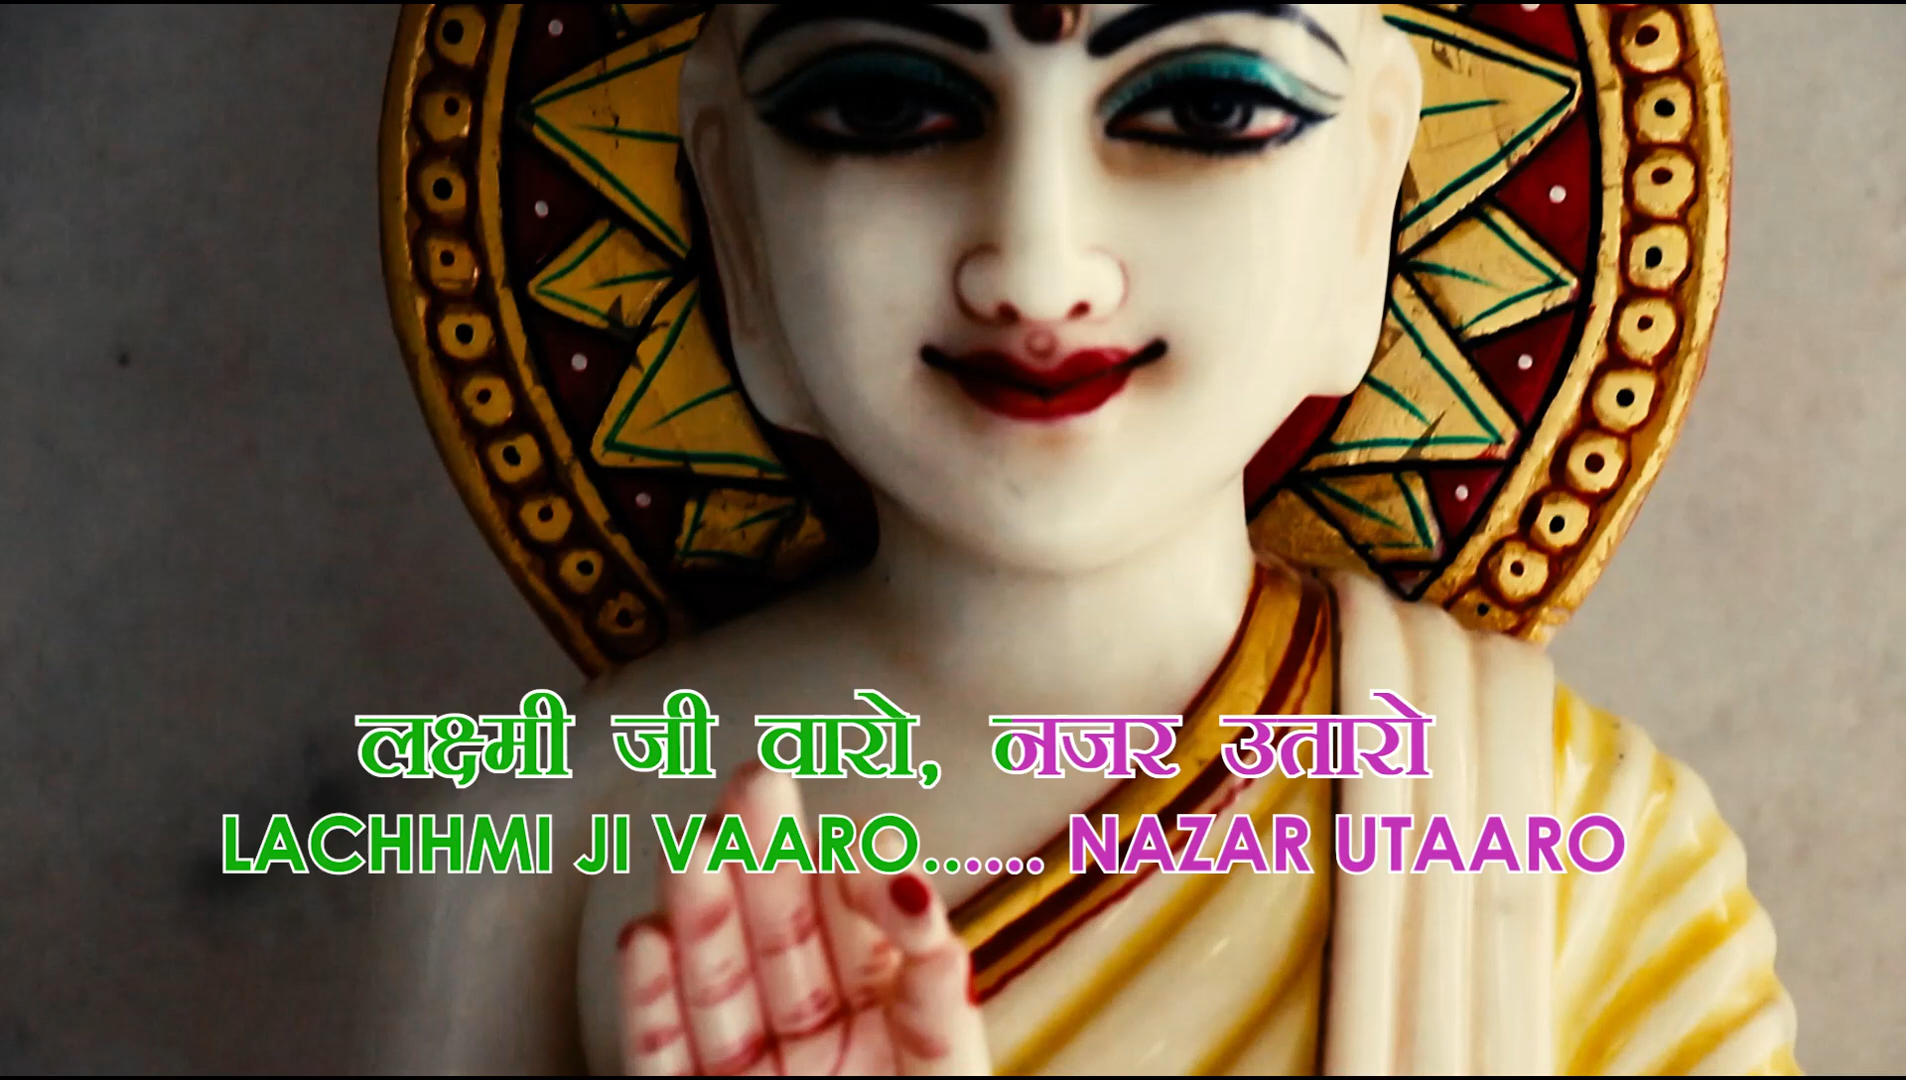 लक्ष्मी जी वारो, नजर उतारो
LACHHMI JI VAARO...... NAZAR UTAARO